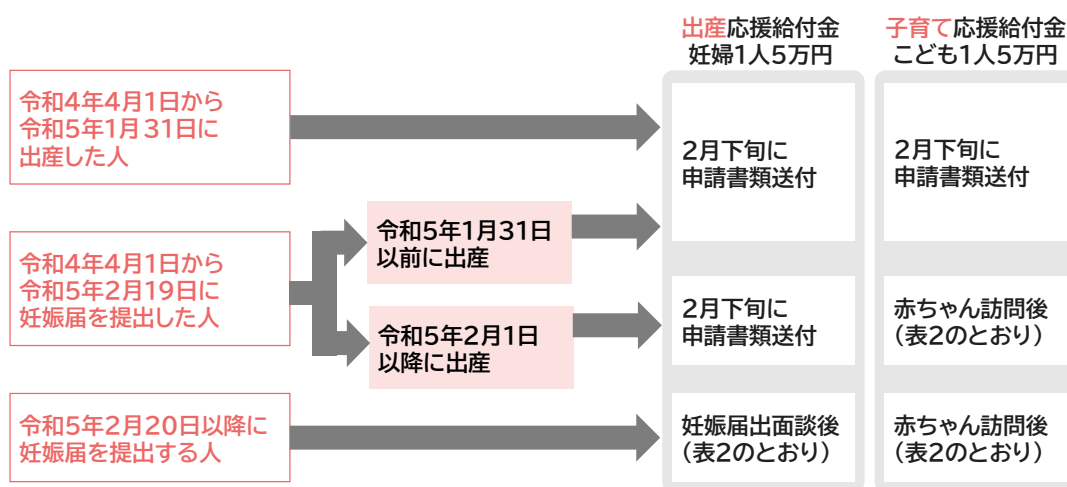 出産応援給付金
妊婦1人5万円
子育て応援給付金
こども1人5万円
令和4年4月1日から
令和5年1月31日に
出産した人
2月下旬に
申請書類送付
2月下旬に
申請書類送付
令和4年4月1日から
令和5年2月19日に
妊娠届を提出した人
令和5年1月31日
以前に出産
令和5年2月1日
以降に出産
2月下旬に
申請書類送付
赤ちゃん訪問後
（表2のとおり）
令和5年2月20日以降に
妊娠届を提出する人
妊娠届出面談後
（表2のとおり）
赤ちゃん訪問後
（表2のとおり）